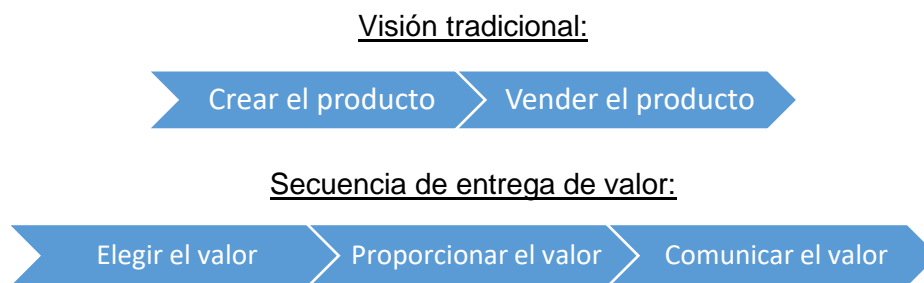 Visión tradicional:
Crear el producto
Vender el producto
Secuencia de entrega de valor:
Elegir el valor
Proporcionar el valor
Comunicar el valor